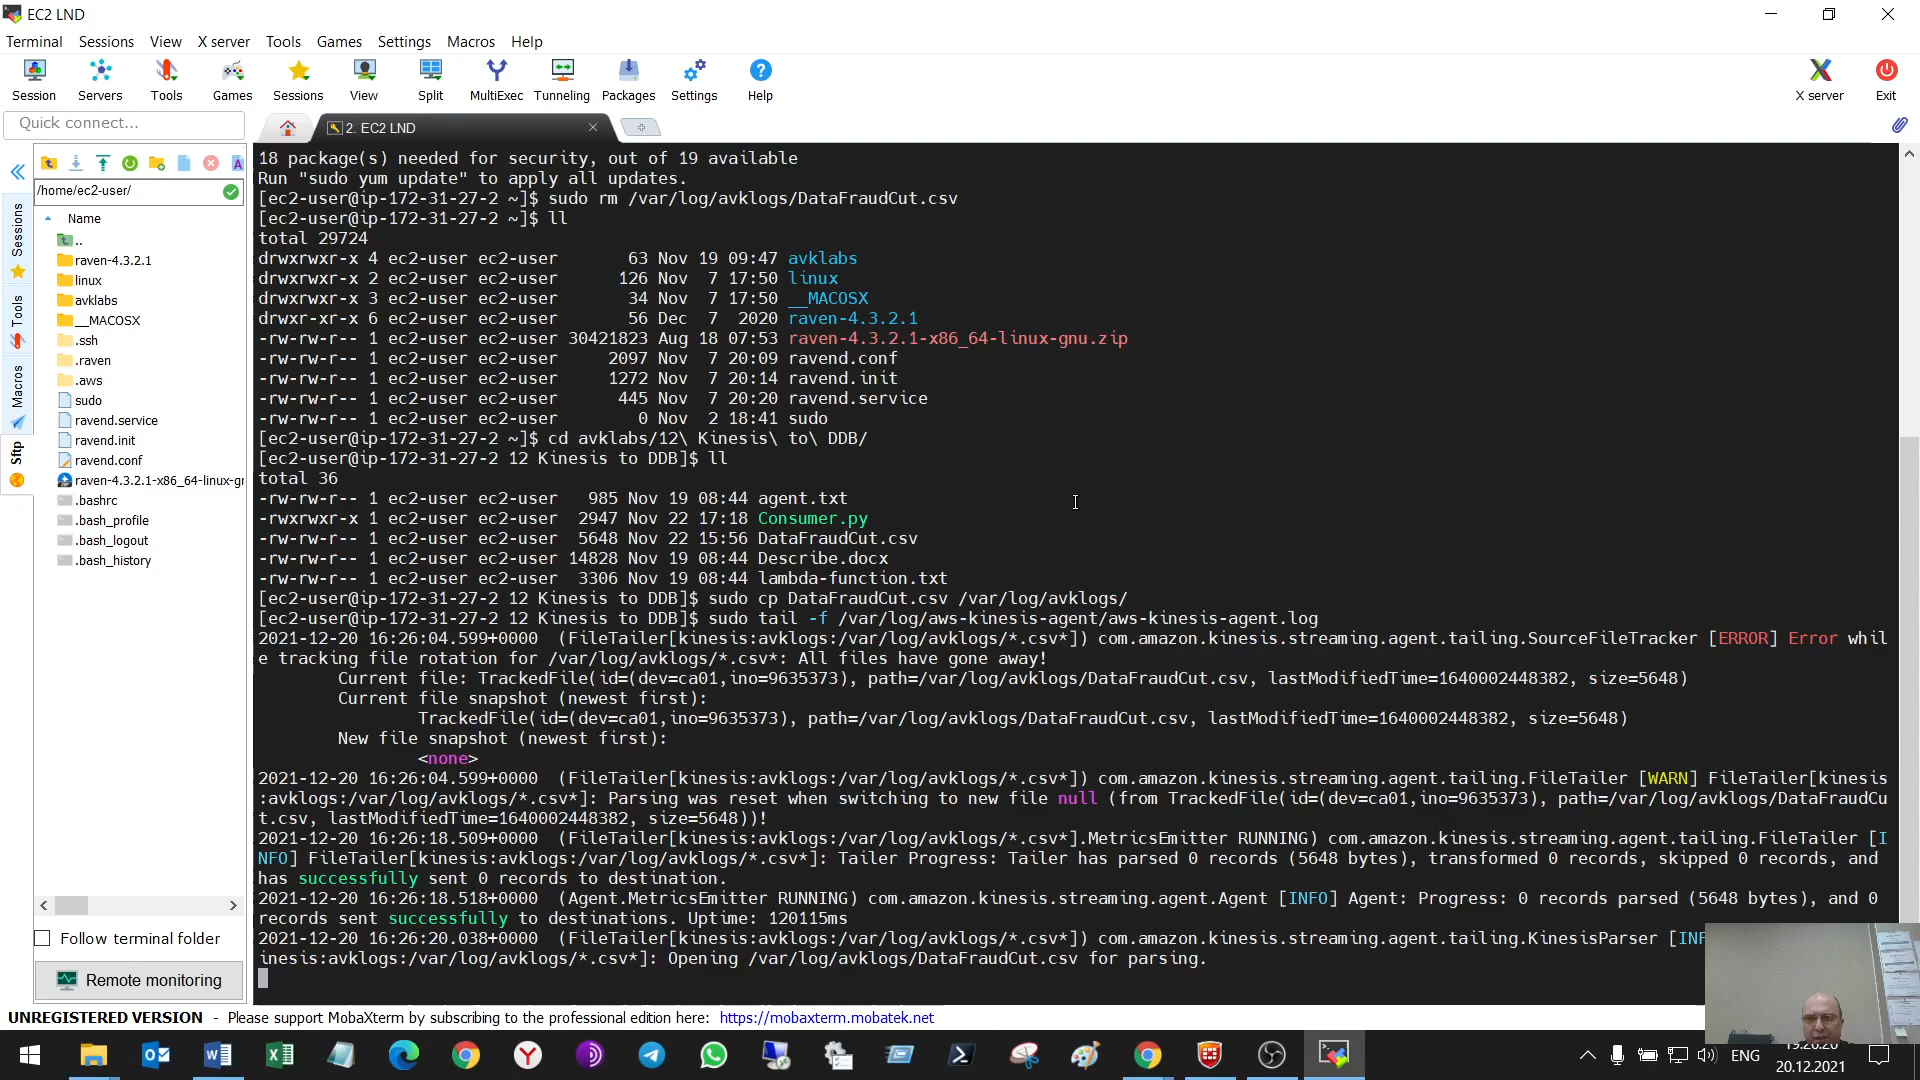 EC2 LND
Terminal Sessions View X server Tools Games Settings Macros Help
Session Servers Tools Games Sessions View Split MultiExec Tunneling Packages Settings Help X server Exit
Quick connect...
2. EC2 LND
/home/ec2-user/
Name
..
raven-4.3.2.1
linux
avklabs
__MACOSX
.ssh
.raven
.aws
sudo
ravend.service
ravend.init
ravend.conf
raven-4.3.2.1-x86_64-linux-gr
.bashrc
.bash_profile
.bash_logout
.bash_history
Sessions
Tools
Macros
Sftp
Follow terminal folder
Remote monitoring
18 package(s) needed for security, out of 19 available
Run "sudo yum update" to apply all updates.
[ec2-user@ip-172-31-27-2 ~]$ sudo rm /var/log/avklogs/DataFraudCut.csv
[ec2-user@ip-172-31-27-2 ~]$ ll
total 29724
drwxrwxr-x 4 ec2-user ec2-user 63 Nov 19 09:47 avklabs
drwxrwxr-x 2 ec2-user ec2-user 126 Nov 7 17:50 linux
drwxrwxr-x 3 ec2-user ec2-user 34 Nov 7 17:50 __MACOSX
drwxr-xr-x 6 ec2-user ec2-user 56 Dec 7 2020 raven-4.3.2.1
-rw-rw-r-- 1 ec2-user ec2-user 30421823 Aug 18 07:53 raven-4.3.2.1-x86_64-linux-gnu.zip
-rw-rw-r-- 1 ec2-user ec2-user 2097 Nov 7 20:09 ravend.conf
-rw-rw-r-- 1 ec2-user ec2-user 1272 Nov 7 20:14 ravend.init
-rw-rw-r-- 1 ec2-user ec2-user 445 Nov 7 20:20 ravend.service
-rw-rw-r-- 1 ec2-user ec2-user 0 Nov 2 18:41 sudo
[ec2-user@ip-172-31-27-2 ~]$ cd avklabs/12\ Kinesis\ to\ DDB/
[ec2-user@ip-172-31-27-2 12 Kinesis to DDB]$ ll
total 36
-rw-rw-r-- 1 ec2-user ec2-user 985 Nov 19 08:44 agent.txt
-rwxrwxr-x 1 ec2-user ec2-user 2947 Nov 22 17:18 Consumer.py
-rw-rw-r-- 1 ec2-user ec2-user 5648 Nov 22 15:56 DataFraudCut.csv
-rw-rw-r-- 1 ec2-user ec2-user 14828 Nov 19 08:44 Describe.docx
-rw-rw-r-- 1 ec2-user ec2-user 3306 Nov 19 08:44 lambda-function.txt
[ec2-user@ip-172-31-27-2 12 Kinesis to DDB]$ sudo cp DataFraudCut.csv /var/log/avklogs/
[ec2-user@ip-172-31-27-2 12 Kinesis to DDB]$ sudo tail -f /var/log/aws-kinesis-agent/aws-kinesis-agent.log
2021-12-20 16:26:04.599+0000 (FileTailer[kinesis:avklogs:/var/log/avklogs/*.csv*]) com.amazon.kinesis.streaming.agent.tailing.SourceFileTracker [ERROR] Error whil
e tracking file rotation for /var/log/avklogs/*.csv*: All files have gone away!
Current file: TrackedFile(id=(dev=ca01,ino=9635373), path=/var/log/avklogs/DataFraudCut.csv, lastModifiedTime=1640002448382, size=5648)
Current file snapshot (newest first):
TrackedFile(id=(dev=ca01,ino=9635373), path=/var/log/avklogs/DataFraudCut.csv, lastModifiedTime=1640002448382, size=5648)
New file snapshot (newest first):
<none>
2021-12-20 16:26:04.599+0000 (FileTailer[kinesis:avklogs:/var/log/avklogs/*.csv*]) com.amazon.kinesis.streaming.agent.tailing.FileTailer [WARN] FileTailer[kinesis
:avklogs:/var/log/avklogs/*.csv*]: Parsing was reset when switching to new file null (from TrackedFile(id=(dev=ca01,ino=9635373), path=/var/log/avklogs/DataFraudCu
t.csv, lastModifiedTime=1640002448382, size=5648))!
2021-12-20 16:26:18.509+0000 (FileTailer[kinesis:avklogs:/var/log/avklogs/*.csv*].MetricsEmitter RUNNING) com.amazon.kinesis.streaming.agent.tailing.FileTailer [I
NFO] FileTailer[kinesis:avklogs:/var/log/avklogs/*.csv*]: Tailer Progress: Tailer has parsed 0 records (5648 bytes), transformed 0 records, skipped 0 records, and
has successfully sent 0 records to destination.
2021-12-20 16:26:18.518+0000 (Agent.MetricsEmitter RUNNING) com.amazon.kinesis.streaming.agent.Agent [INFO] Agent: Progress: 0 records parsed (5648 bytes), and 0
records sent successfully to destinations. Uptime: 120115ms
2021-12-20 16:26:20.038+0000 (FileTailer[kinesis:avklogs:/var/log/avklogs/*.csv*]) com.amazon.kinesis.streaming.agent.tailing.KinesisParser [INF
inesis:avklogs:/var/log/avklogs/*.csv*]: Opening /var/log/avklogs/DataFraudCut.csv for parsing.
UNREGISTERED VERSION - Please support MobaXterm by subscribing to the professional edition here: https://mobaxterm.mobatek.net
ENG
20.12.2021